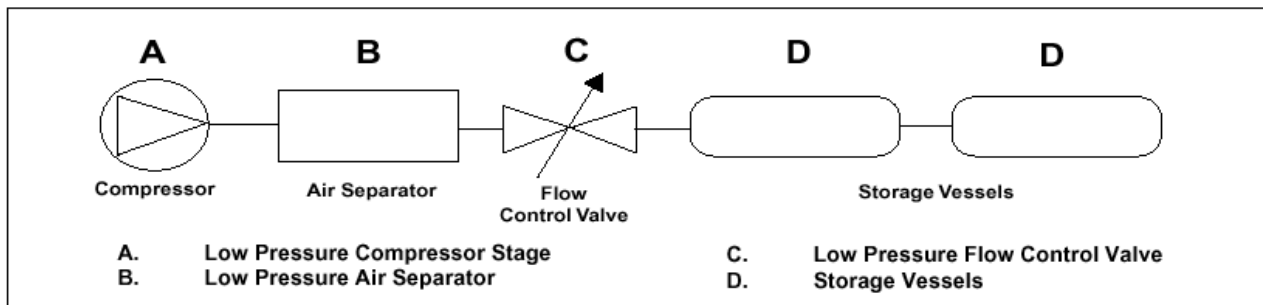 A B C D D
Compressor Air Separator Flow Control Valve Storage Vessels
A. Low Pressure Compressor Stage
B. Low Pressure Air Separator
C. Low Pressure Flow Control Valve
D. Storage Vessels